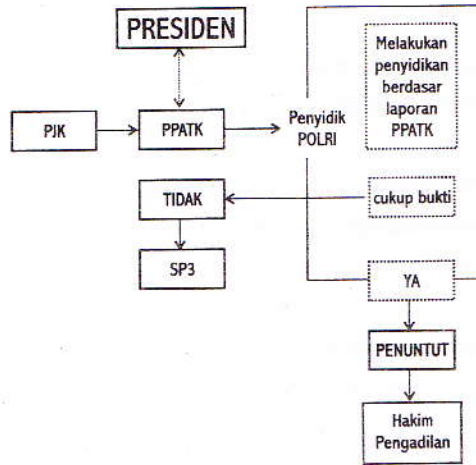 PRESIDEN
PJK
PPATK
Penyidik
POLRI
Melakukan
penyidikan
berdasar
laporan
PPATK
TIDAK
cukup bukti
SP3
YA
PENUNTUT
Hakim
Pengadilan